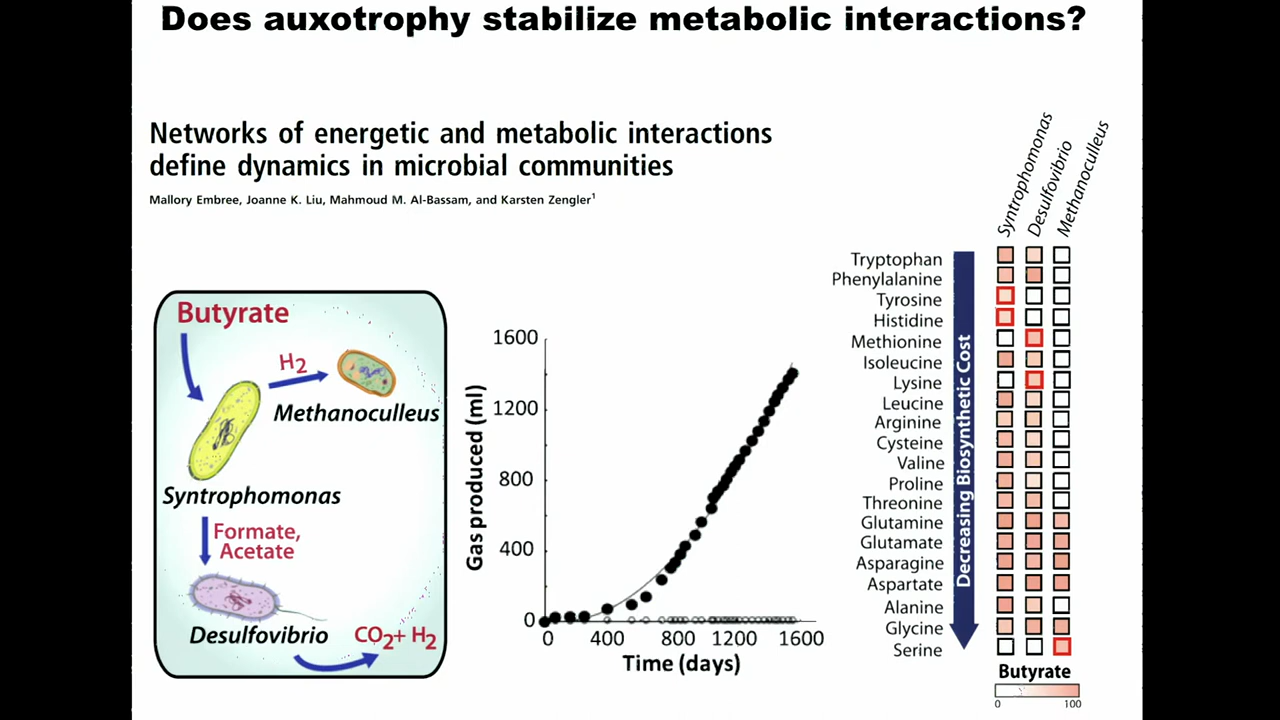 Does auxotrophy stabilize metabolic interactions?
Networks of energetic and metabolic interactions
define dynamics in microbial communities
Mallory Embree, Joanne K. Liu, Mahmoud M. Al-Bassam, and Karsten Zengler1
Butyrate
H2
Methanoculleus
Syntrophomonas
Formate,
Acetate
Desulfovibrio
CO2+ H2
Gas produced (ml)
1600
1200
800
400
0
0 400 800 1200 1600
Time (days)
Syntrophomonas
Desulfovibrio
Methanoculleus
Tryptophan
Phenylalanine
Tyrosine
Histidine
Methionine
Isoleucine
Lysine
Leucine
Arginine
Cysteine
Valine
Proline
Threonine
Glutamine
Glutamate
Asparagine
Aspartate
Alanine
Glycine
Serine
Decreasing Biosynthetic Cost
Butyrate
0 100